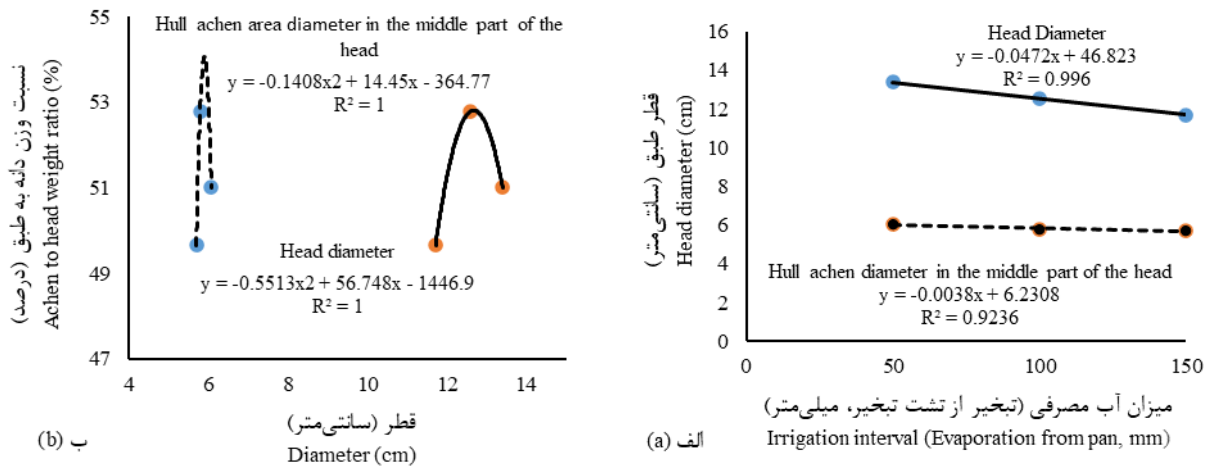 55
53
51
49
47
نسبت وزن دانه به طبق (درصد)
Achen to head weight ratio (%)
Hull achen area diameter in the middle part of the
head
y = -0.1408x2 + 14.45x - 364.77
R² = 1
Head diameter
y = -0.5513x2 + 56.748x - 1446.9
R² = 1
4 6 8 10 12 14
قطر (سانتی‌متر)
Diameter (cm)
ب (b)
16
14
12
10
8
6
4
2
0
قطر طبق (سانتی‌متر)
Head diameter (cm)
Head Diameter
y = -0.0472x + 46.823
R² = 0.996
Hull achen diameter in the middle part of the head
y = -0.0038x + 6.2308
R² = 0.9236
0 50 100 150
میزان آب مصرفی (تبخیر از تشت تبخیر، میلی‌متر)
Irrigation interval (Evaporation from pan, mm)
الف (a)